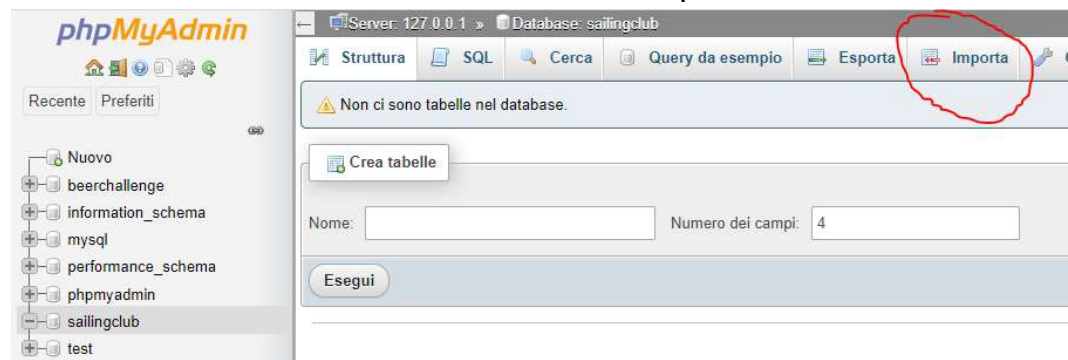 phpMyAdmin
Recente Preferiti
Nuovo
beerchallenge
information_schema
mysql
performance_schema
phpmyadmin
sailingclub
test
Server: 127.0.0.1 » Database: sailingclub
Struttura SQL Cerca Query da esempio Esporta Importa
Non ci sono tabelle nel database.
Crea tabelle
Nome: Numero dei campi: 4
Esegui